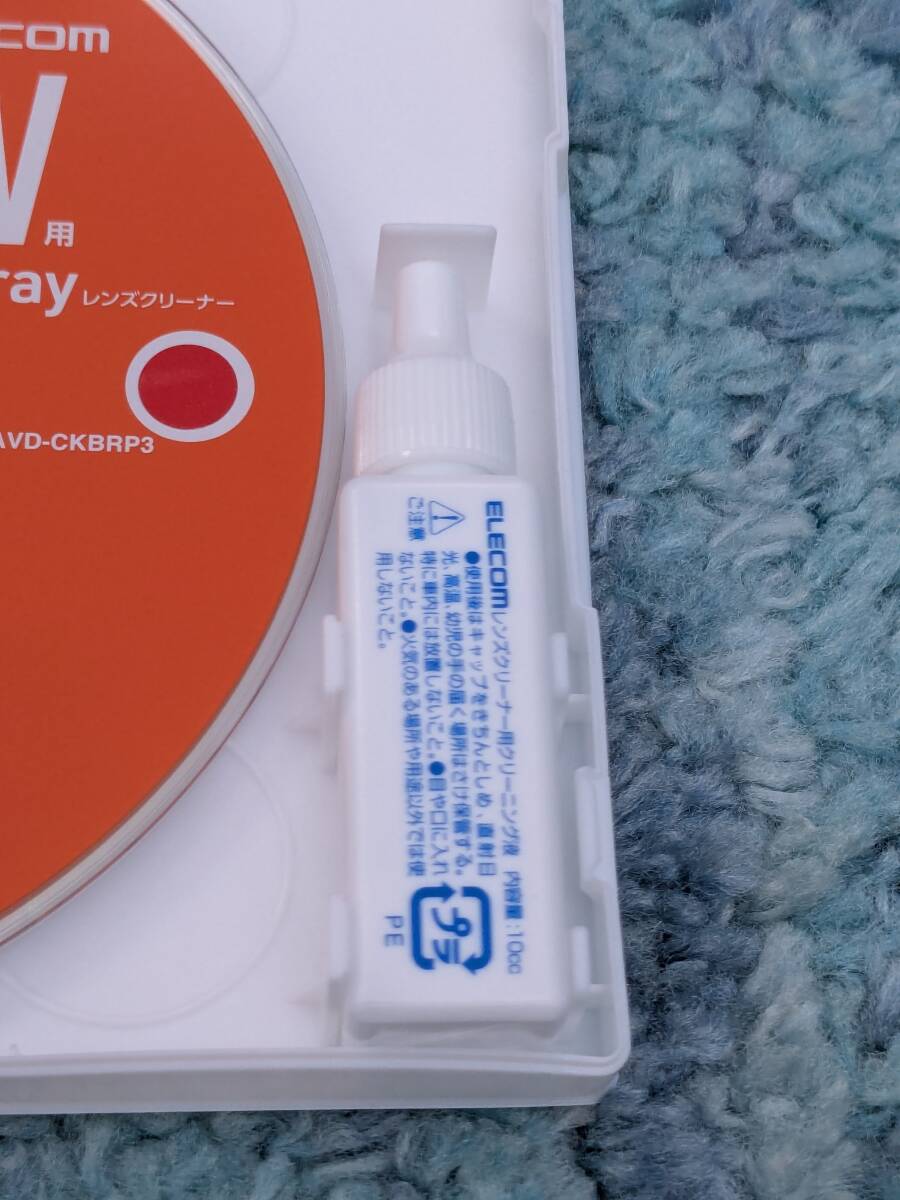 ecom
V
用
ray レンズクリーナー
AVD-CKBRP3
ELECOM レンズクリーナー用クリーニング液 内容量:10cc
ご注意
●使用後はキャップをきちんとしめ、直射日
光、高温、幼児の手の届く場所はさけ保管する。
特に車内には放置しないこと。●目や口に入れ
ないこと。●火気のある場所や用途以外では使
用しないこと。
プラ
PE